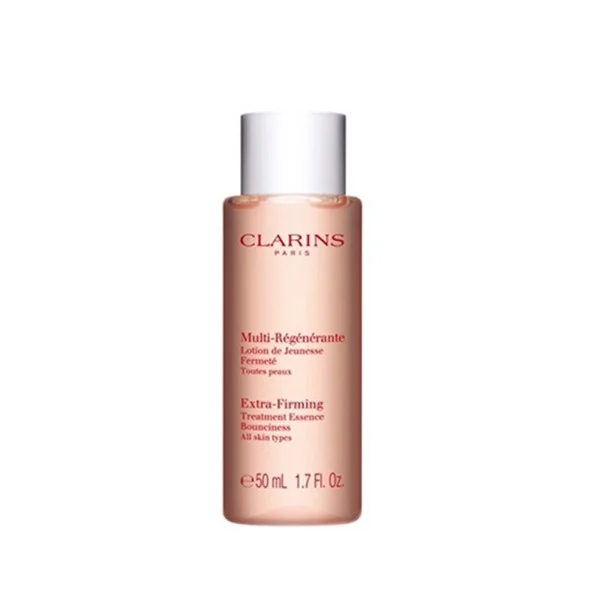 CLARINS
PARIS
Multi-Régénérante
Lotion de Jeunesse
Fermeté
Toutes peaux
Extra-Firming
Treatment Essence
Bounciness
All skin types
℮50 mL 1.7 Fl. Oz.